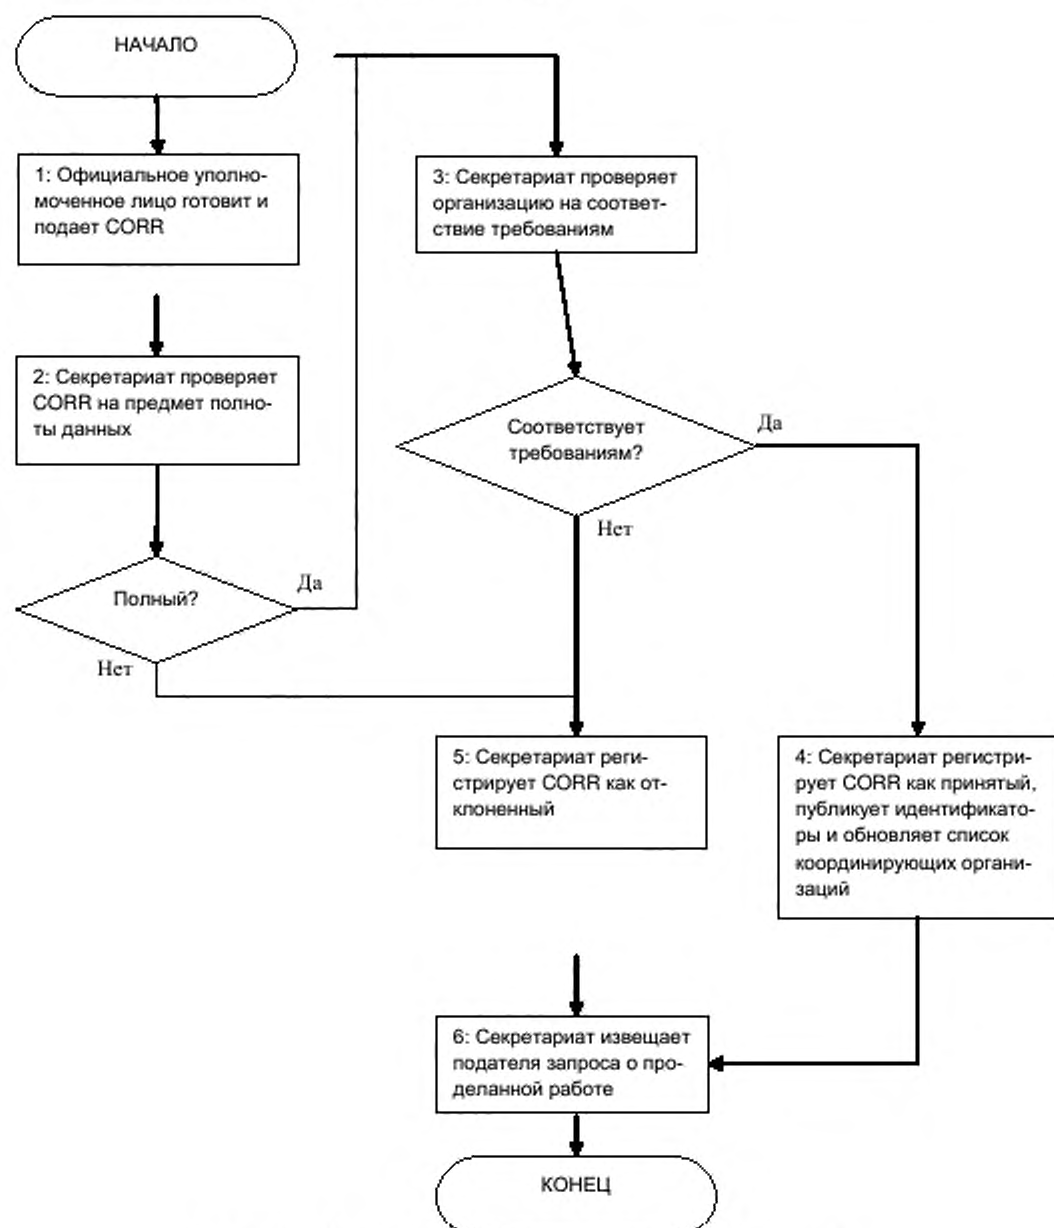 НАЧАЛО
1: Официальное уполно-
моченное лицо готовит и
подает CORR
2: Секретариат проверяет
CORR на предмет полно-
ты данных
Полный?
Да
Нет
3: Секретариат проверяет
организацию на соответ-
ствие требованиям
Соответствует
требованиям?
Да
Нет
5: Секретариат реги-
стрирует CORR как от-
клоненный
4: Секретариат регистри-
рует CORR как принятый,
публикует идентификато-
ры и обновляет список
координирующих органи-
заций
6: Секретариат извещает
подателя запроса о про-
деланной работе
КОНЕЦ